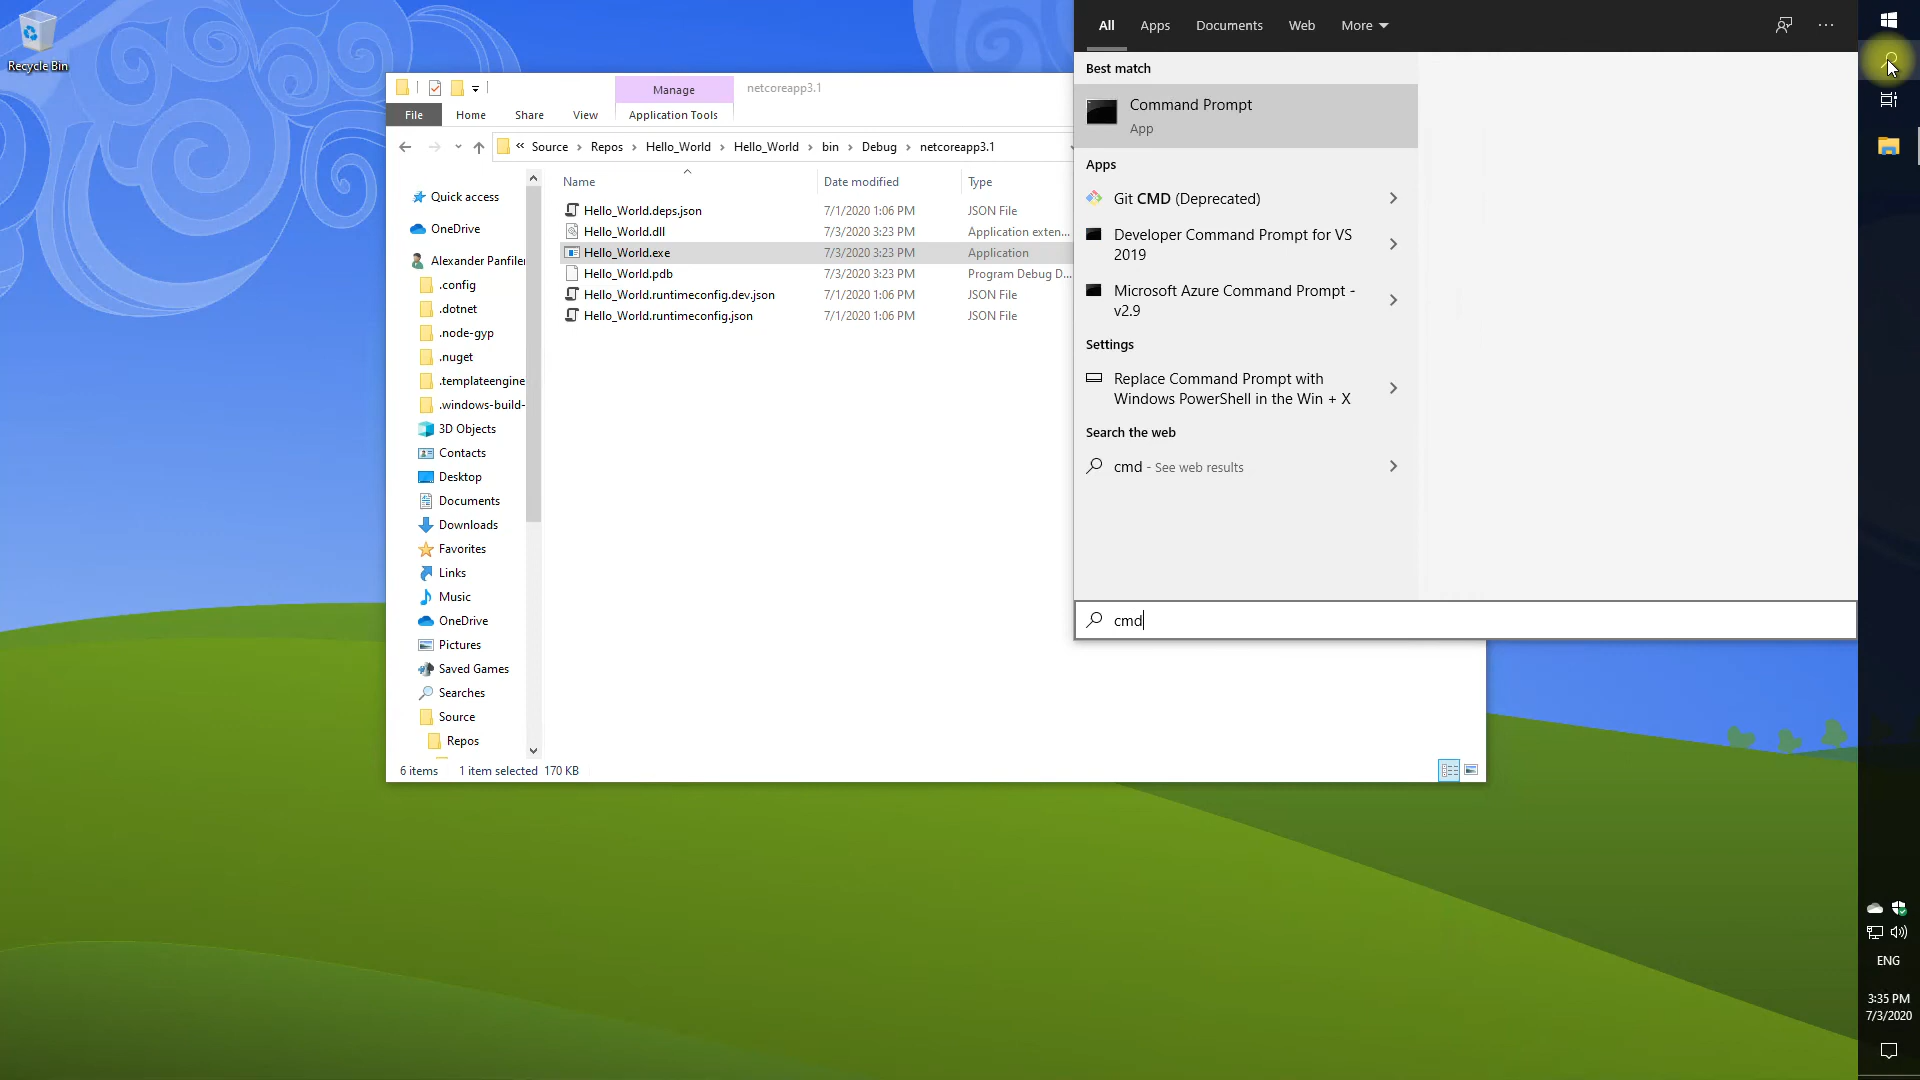 Recycle Bin
Manage
netcoreapp3.1
File
Home
Share
View
Application Tools
« Source › Repos › Hello_World › Hello_World › bin › Debug › netcoreapp3.1
Name
Date modified
Type
Hello_World.deps.json
7/1/2020 1:06 PM
JSON File
Hello_World.dll
7/3/2020 3:23 PM
Application exten...
Hello_World.exe
7/3/2020 3:23 PM
Application
Hello_World.pdb
7/3/2020 3:23 PM
Program Debug D...
Hello_World.runtimeconfig.dev.json
7/1/2020 1:06 PM
JSON File
Hello_World.runtimeconfig.json
7/1/2020 1:06 PM
JSON File
Quick access
OneDrive
Alexander Panfiler
.config
.dotnet
.node-gyp
.nuget
.templateengine
.windows-build-
3D Objects
Contacts
Desktop
Documents
Downloads
Favorites
Links
Music
OneDrive
Pictures
Saved Games
Searches
Source
Repos
6 items
1 item selected 170 KB
All
Apps
Documents
Web
More
Best match
Command Prompt
App
Apps
Git CMD (Deprecated)
Developer Command Prompt for VS
2019
Microsoft Azure Command Prompt -
v2.9
Settings
Replace Command Prompt with
Windows PowerShell in the Win + X
Search the web
cmd - See web results
cmd
ENG
3:35 PM
7/3/2020